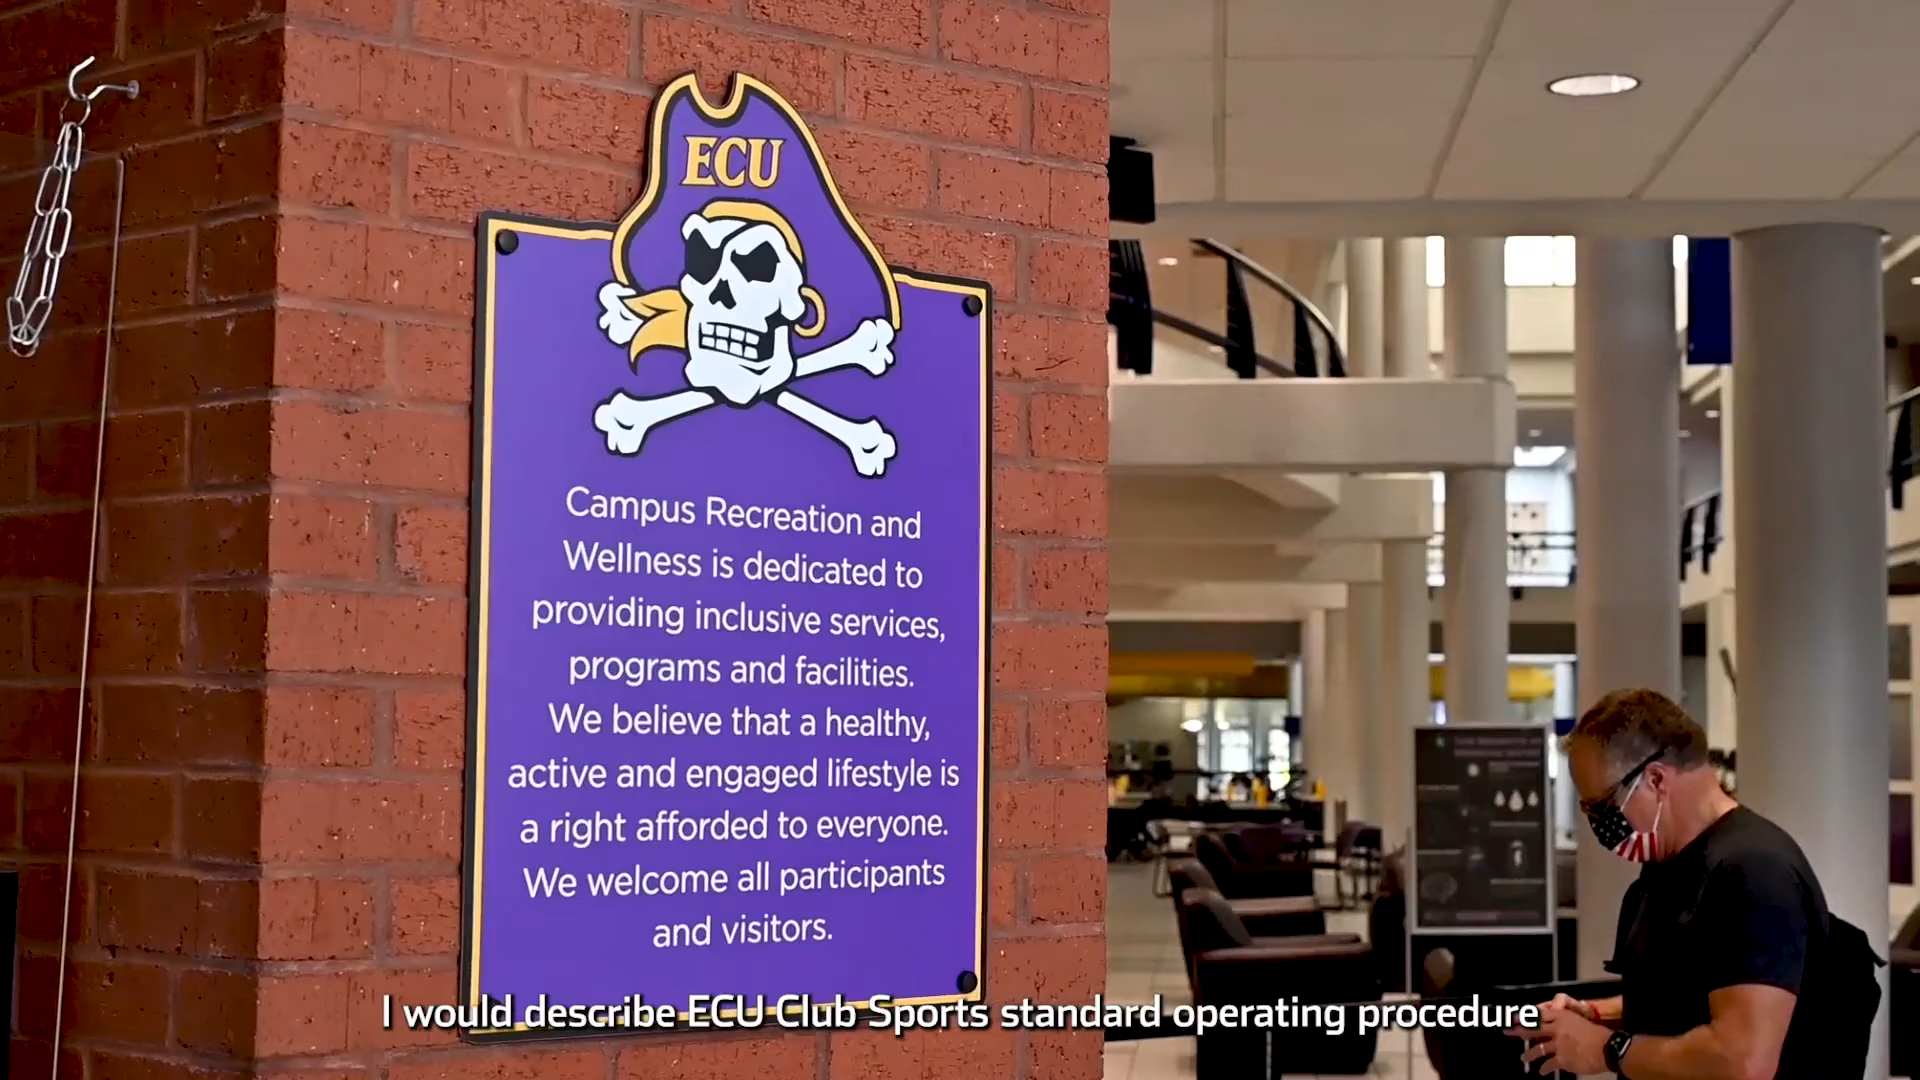 ECU
Campus Recreation and
Wellness is dedicated to
providing inclusive services,
programs and facilities.
We believe that a healthy,
active and engaged lifestyle is
a right afforded to everyone.
We welcome all participants
and visitors.
I would describe ECU Club Sports standard operating procedure